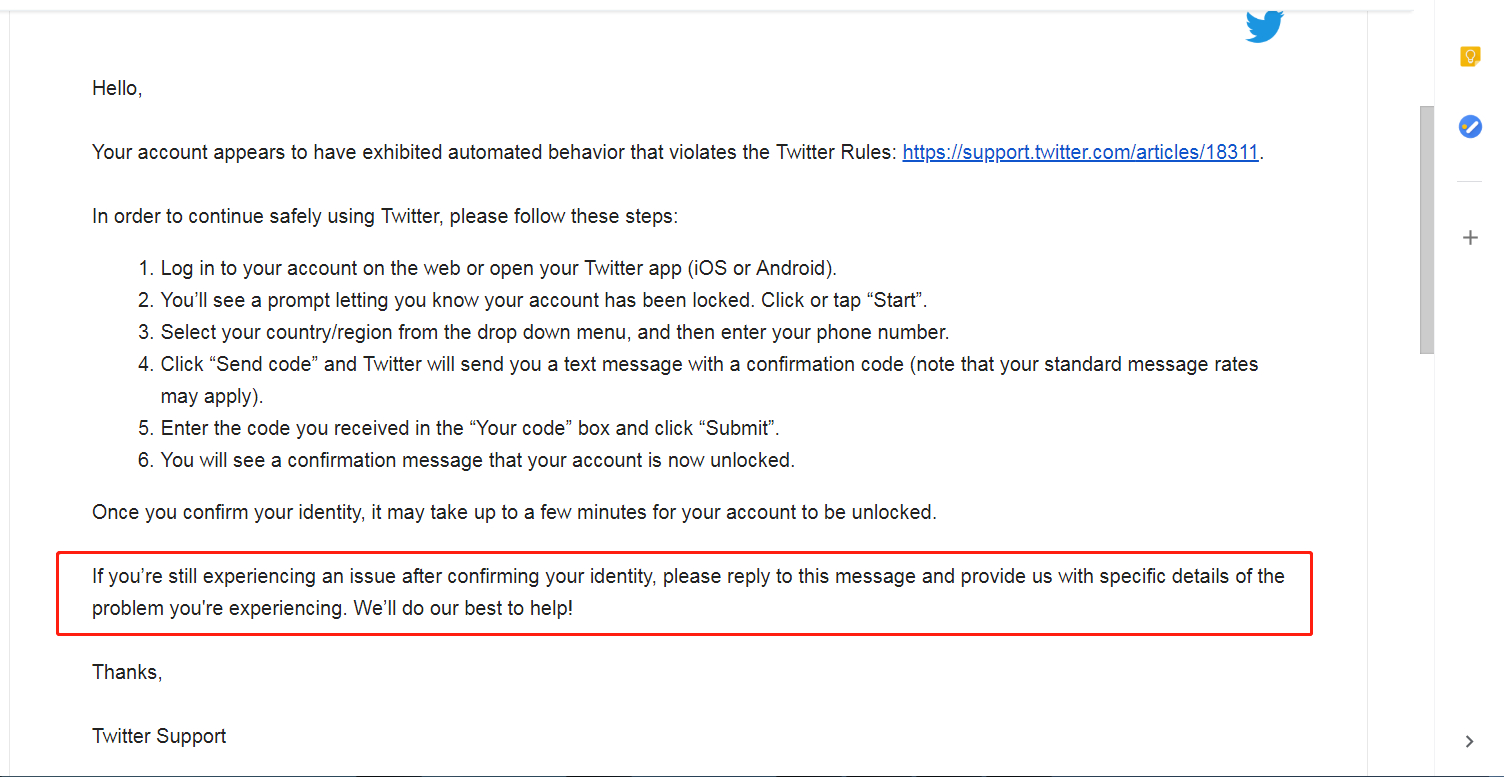 Hello,
Your account appears to have exhibited automated behavior that violates the Twitter Rules: https://support.twitter.com/articles/18311.
In order to continue safely using Twitter, please follow these steps:
1. Log in to your account on the web or open your Twitter app (iOS or Android).
2. You’ll see a prompt letting you know your account has been locked. Click or tap “Start”.
3. Select your country/region from the drop down menu, and then enter your phone number.
4. Click “Send code” and Twitter will send you a text message with a confirmation code (note that your standard message rates
may apply).
5. Enter the code you received in the “Your code” box and click “Submit”.
6. You will see a confirmation message that your account is now unlocked.
Once you confirm your identity, it may take up to a few minutes for your account to be unlocked.
If you’re still experiencing an issue after confirming your identity, please reply to this message and provide us with specific details of the
problem you're experiencing. We’ll do our best to help!
Thanks,
Twitter Support